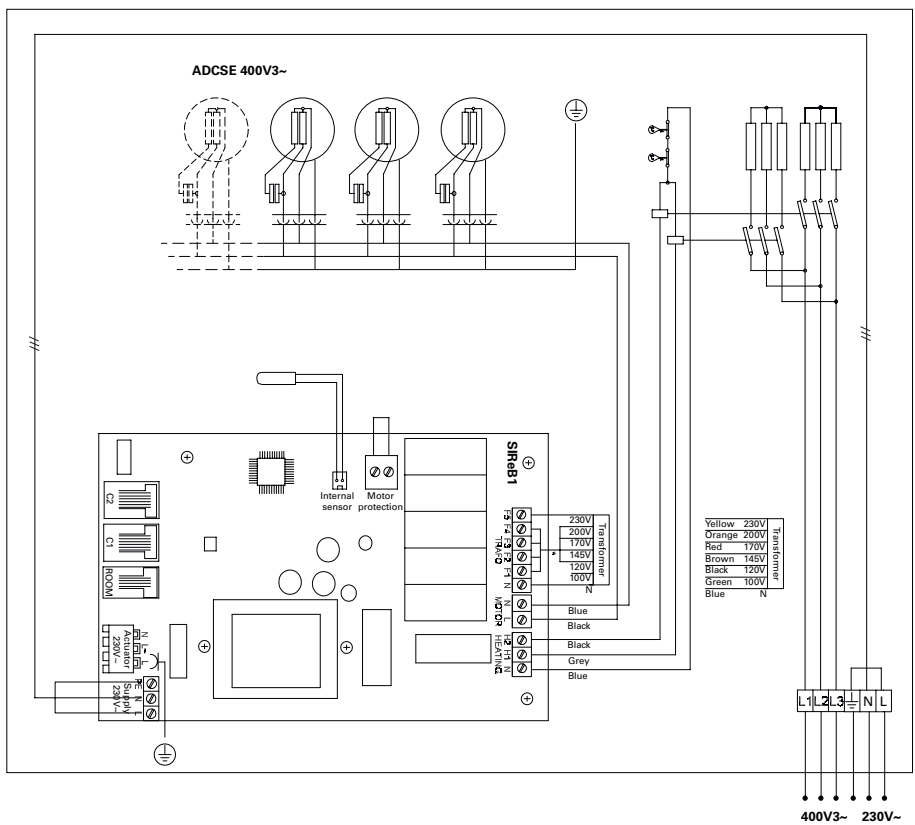 ADCSE 400V3~
SIReB1
C2
C1
ROOM
Internal sensor
Motor protection
F5
F4
F3
F2
F1
N
TRAFO
N
L
MOTOR
H2
H1
N
HEATING
230V
200V
170V
145V
120V
100V
N
Transformer
Blue
Black
Black
Grey
Blue
Yellow 230V
Orange 200V
Red 170V
Brown 145V
Black 120V
Green 100V
Blue N
Transformer
Actuator
230V~
N
L
L
PE
N
L
Supply
230V~
L1 L2 L3 N L
400V3~ 230V~